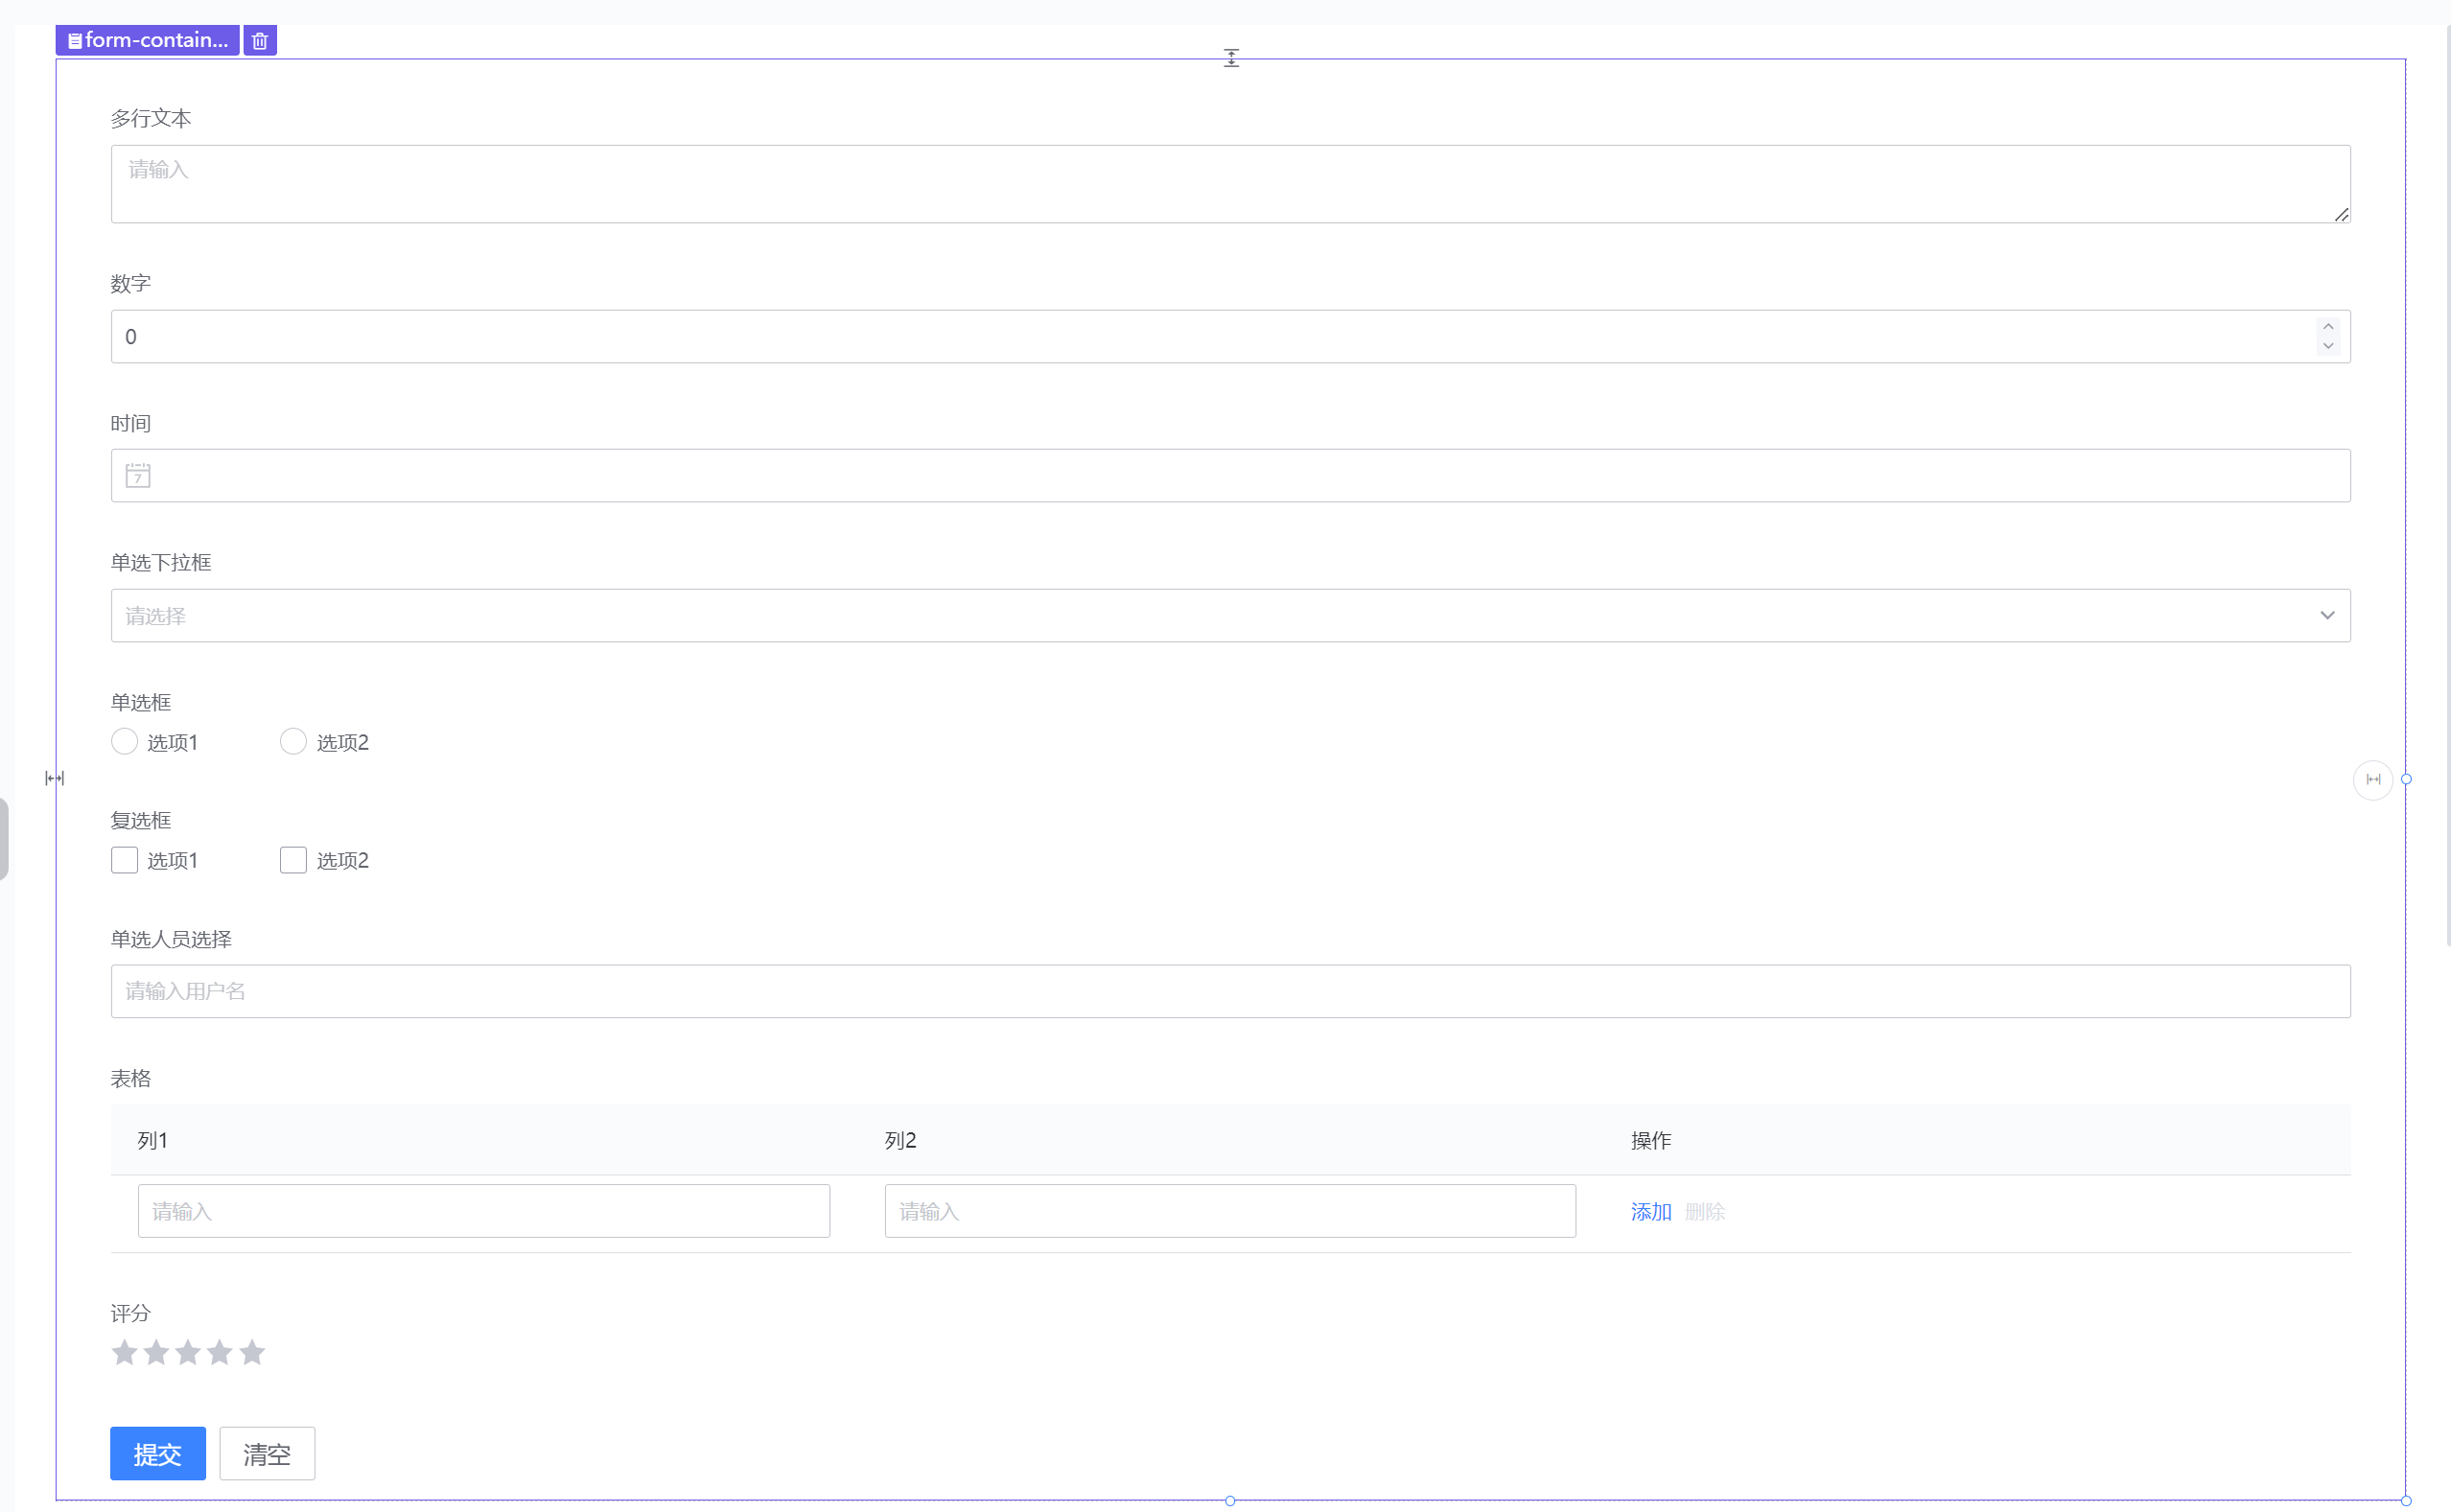 form-contain...
多行文本
请输入
数字
0
时间
7
单选下拉框
请选择
单选框
选项1 选项2
复选框
选项1 选项2
单选人员选择
请输入用户名
表格
列1 列2 操作
请输入 请输入 添加 删除
评分
提交 清空